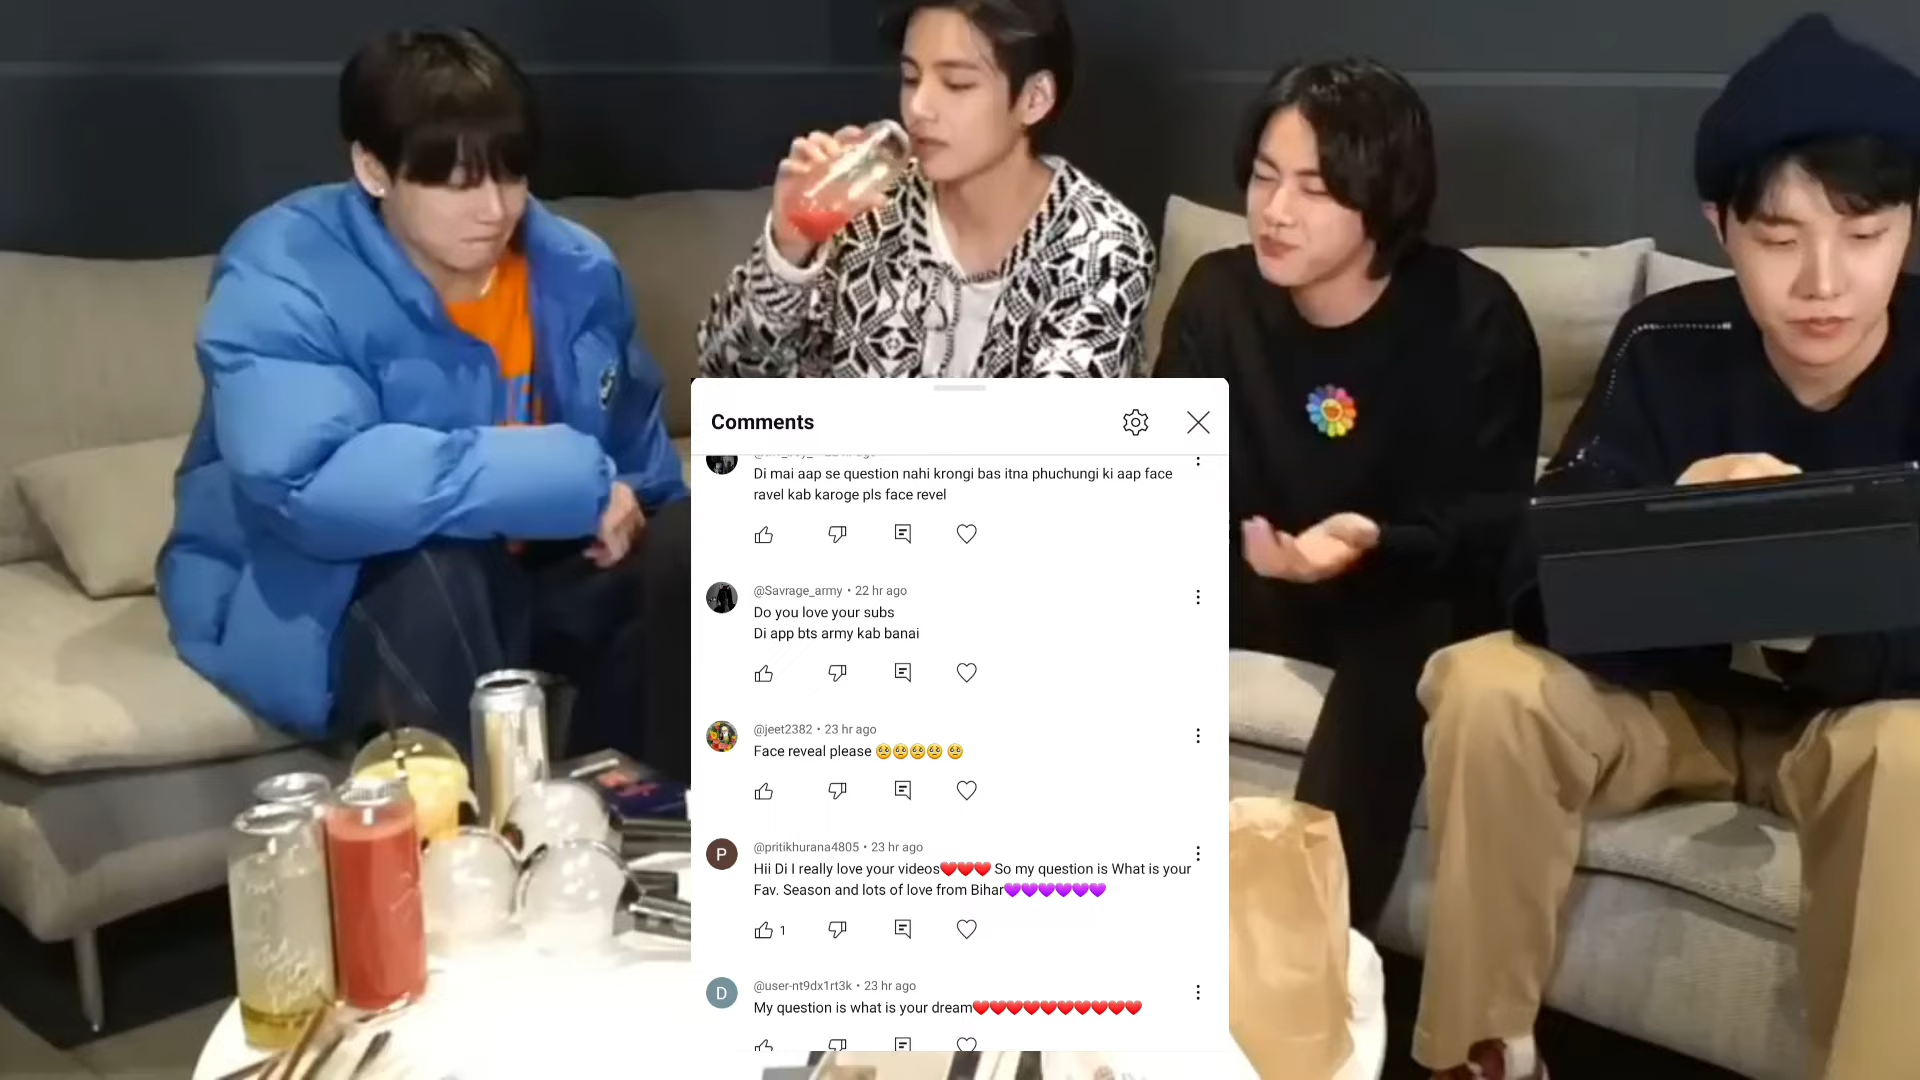 Comments
Di mai aap se question nahi krongi bas itna phuchungi ki aap face
ravel kab karoge pls face revel
@Savrage_army • 22 hr ago
Do you love your subs
Di app bts army kab banai
@jeet2382 • 23 hr ago
Face reveal please 🥺🥺🥺🥺 🥺
P
@pritikhurana4805 • 23 hr ago
Hii Di I really love your videos❤️❤️❤️ So my question is What is your
Fav. Season and lots of love from Bihar💜💜💜💜💜💜
1
D
@user-nt9dx1rt3k • 23 hr ago
My question is what is your dream❤️❤️❤️❤️❤️❤️❤️❤️❤️❤️